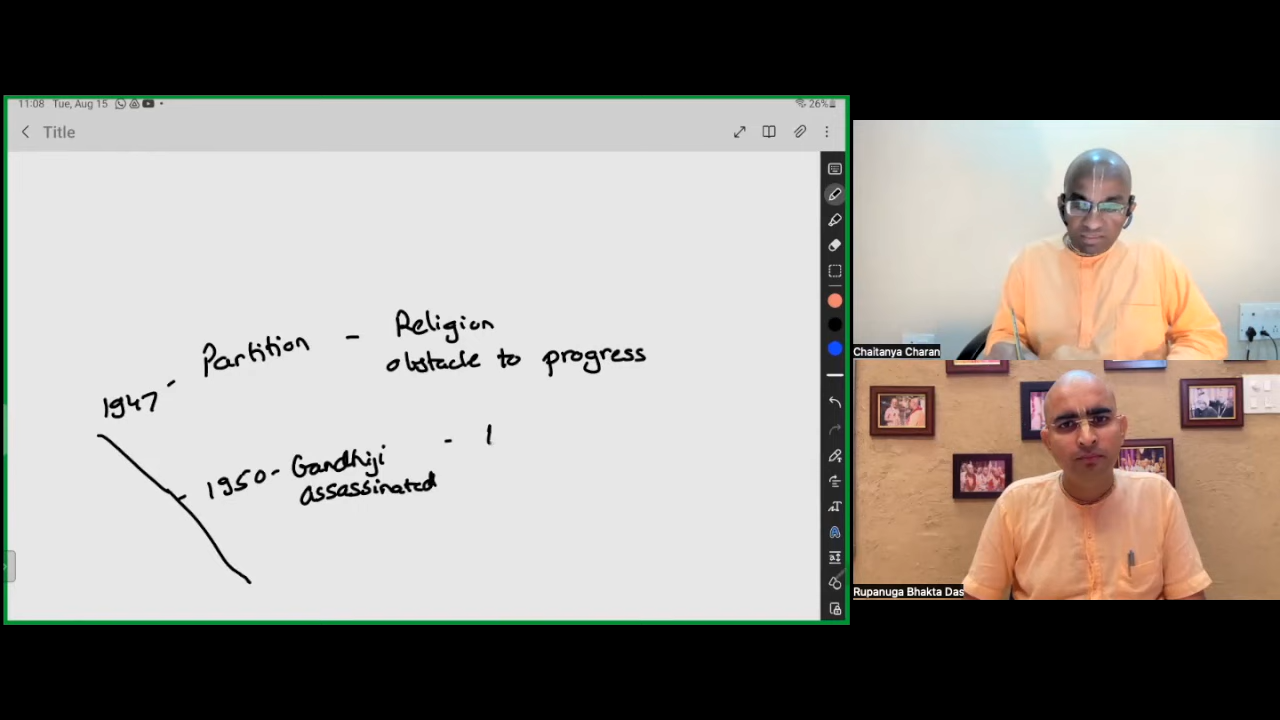 11:08 Tue, Aug 15
26%
Title
Partition - Religion
obstacle to progress
1947 -
- 1950 - Gandhiji
assassinated
- I
Chaitanya Charan
Rupanuga Bhakta Das